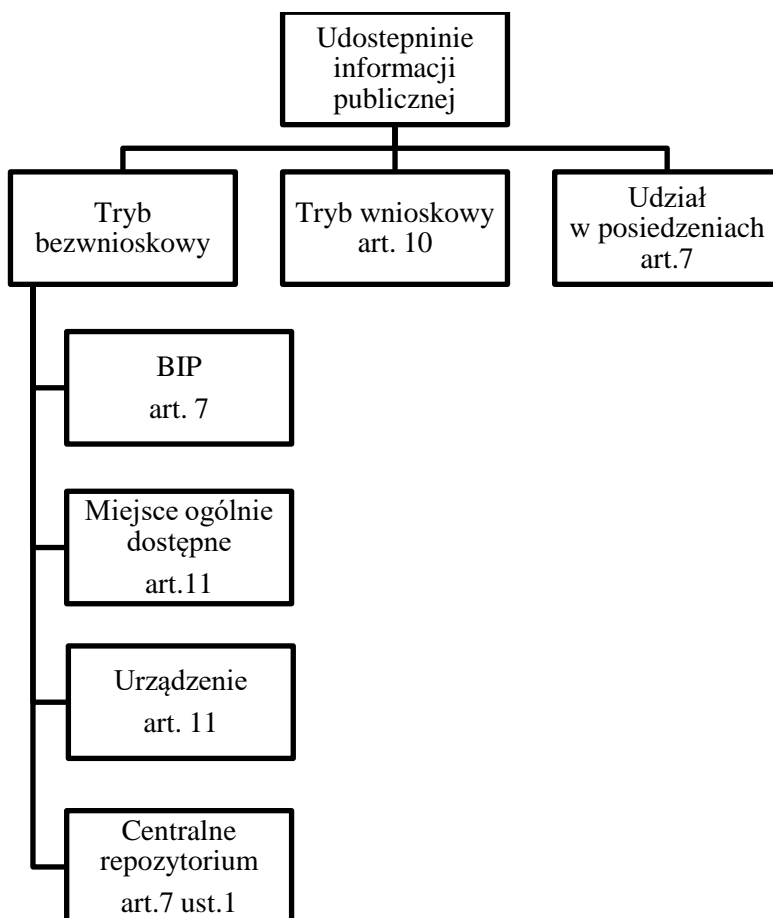 Udostepninie
informacji
publicznej
Tryb
bezwnioskowy
Tryb wnioskowy
art. 10
Udział
w posiedzeniach
art.7
BIP
art. 7
Miejsce ogólnie
dostępne
art.11
Urządzenie
art. 11
Centralne
repozytorium
art.7 ust.1